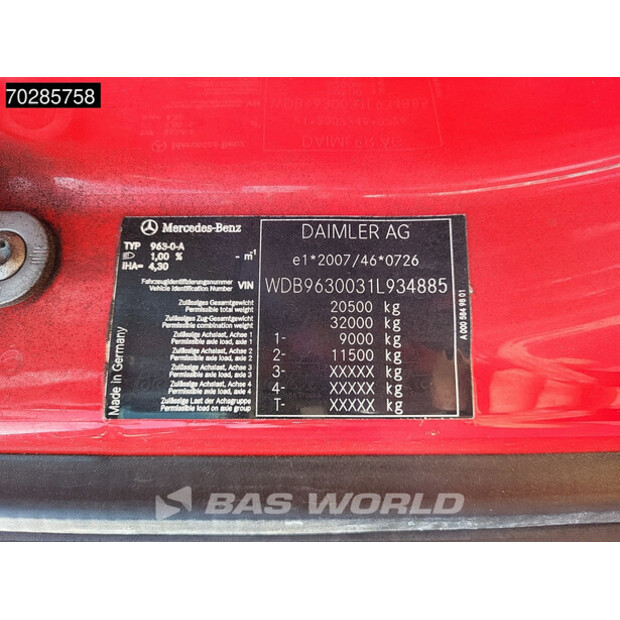 70285758
Mercedes-Benz
TYP 963-0-A
1,00 % - m¹
IHA= 4,30
Fahrzeugidentifizierungsnummer
Vehicle Identification Number VIN
Zulässiges Gesamtgewicht
Permissible total weight
Zulässiges Zug-Gesamtgewicht
Permissible combination weight
Zulässige Achslast, Achse 1
Permissible axle load, axle 1
Zulässige Achslast, Achse 2
Permissible axle load, axle 2
Zulässige Achslast, Achse 3
Permissible axle load, axle 3
Zulässige Achslast, Achse 4
Permissible axle load, axle 4
Zulässige Last der Achsgruppe
Permissible load on axle group
Made in Germany
DAIMLER AG
e1*2007/46*0726
WDB9630031L934885
20500 kg
32000 kg
1- 9000 kg
2- 11500 kg
3- XXXXX kg
4- XXXXX kg
T- XXXXX kg
A 000 584 98 01
BAS WORLD